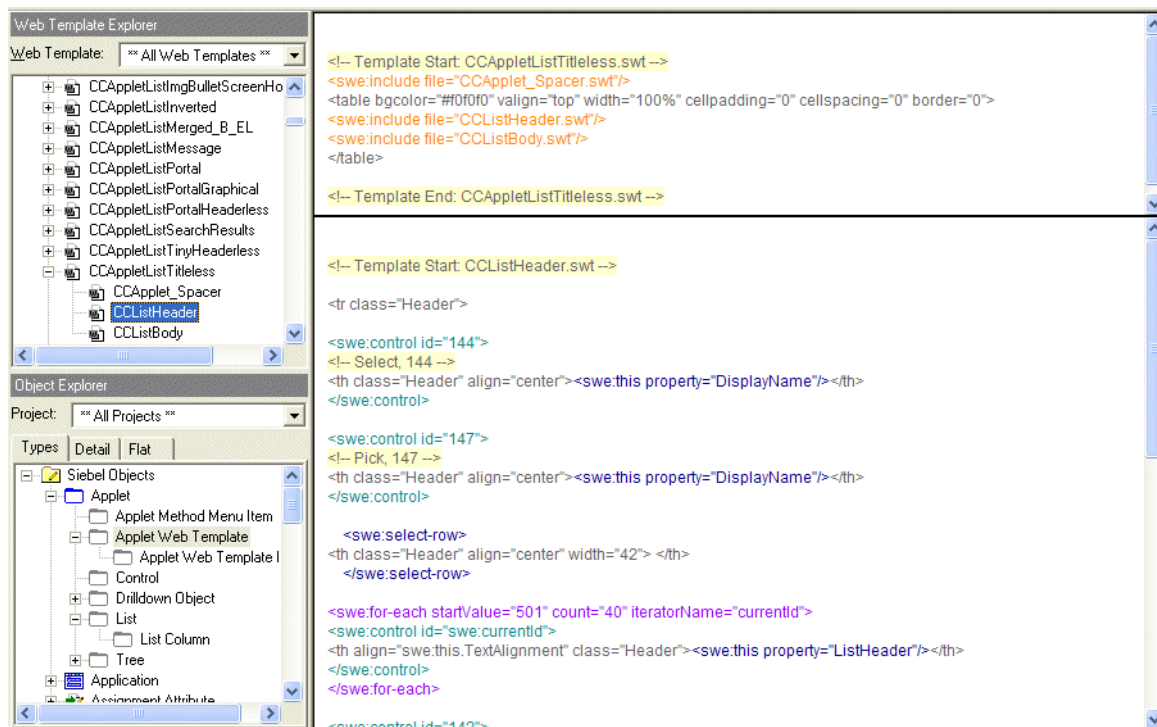 Web Template Explorer
Web Template: ** All Web Templates **
CCAppletListImgBulletScreenHo
CCAppletListInverted
CCAppletListMerged_B_EL
CCAppletListMessage
CCAppletListPortal
CCAppletListPortalGraphical
CCAppletListPortalHeaderless
CCAppletListSearchResults
CCAppletListTinyHeaderless
CCAppletListTitleless
CCApplet_Spacer
CCListHeader
CCListBody
Object Explorer
Project: ** All Projects **
Types Detail Flat
Siebel Objects
Applet
Applet Method Menu Item
Applet Web Template
Applet Web Template I
Control
Drilldown Object
List
List Column
Tree
Application
Assignment Attribute
<!-- Template Start: CCAppletListTitleless.swt -->
<swe:include file="CCApplet_Spacer.swt"/>
<table bgcolor="#f0f0f0" valign="top" width="100%" cellpadding="0" cellspacing="0" border="0">
<swe:include file="CCListHeader.swt"/>
<swe:include file="CCListBody.swt"/>
</table>
<!-- Template End: CCAppletListTitleless.swt -->
<!-- Template Start: CCListHeader.swt -->
<tr class="Header">
<swe:control id="144">
<!-- Select, 144 -->
<th class="Header" align="center"><swe:this property="DisplayName"/></th>
</swe:control>
<swe:control id="147">
<!-- Pick, 147 -->
<th class="Header" align="center"><swe:this property="DisplayName"/></th>
</swe:control>
<swe:select-row>
<th class="Header" align="center" width="42"> </th>
</swe:select-row>
<swe:for-each startValue="501" count="40" iteratorName="currentId">
<swe:control id="swe:currentId">
<th align="swe:this.TextAlignment" class="Header"><swe:this property="ListHeader"/></th>
</swe:control>
</swe:for-each>
<swe:control id="142">